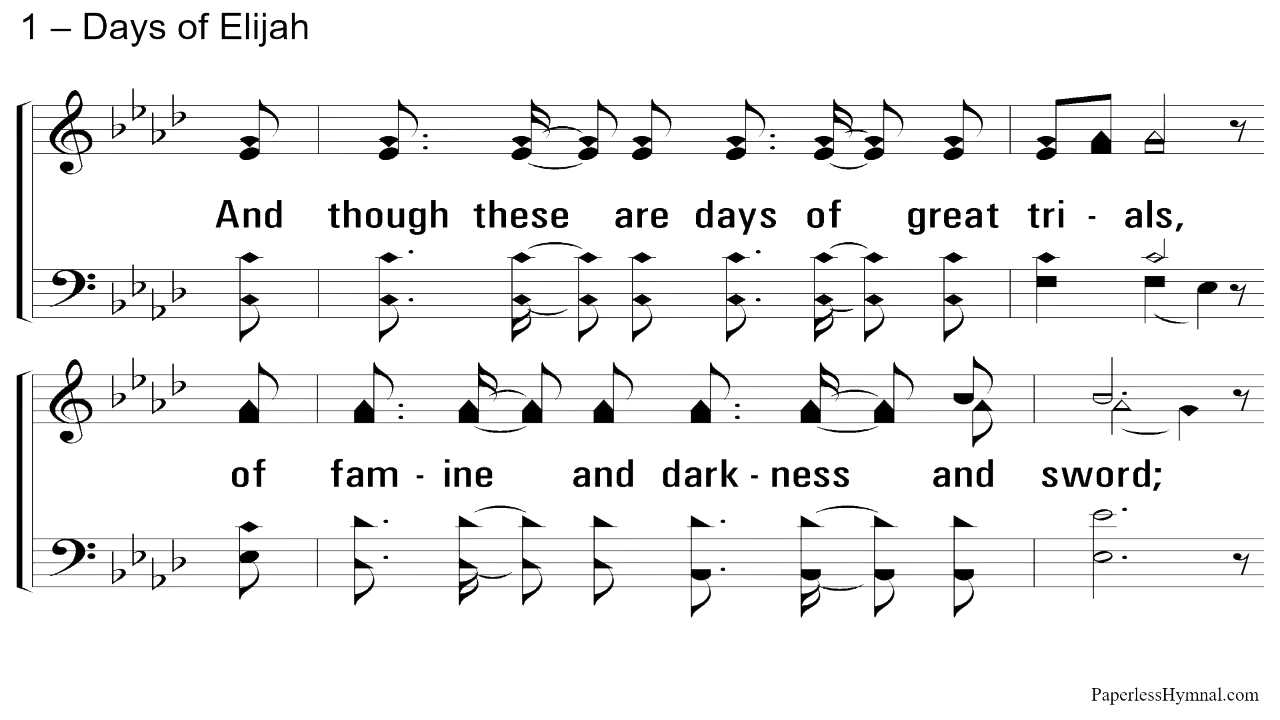 1 – Days of Elijah
And though these are days of great tri - als,
of fam - ine and dark - ness and sword;
PaperlessHymnal.com